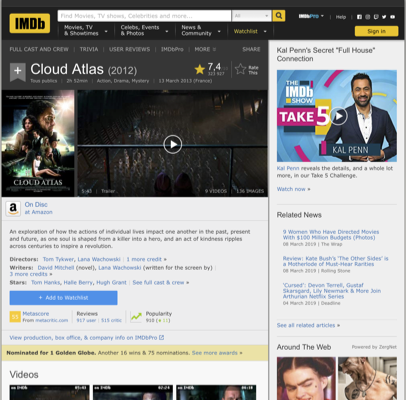 IMDb
Find Movies, TV shows, Celebrities and more...
All
IMDbPro
Help
Movies, TV & Showtimes
Celebs, Events & Photos
News & Community
Watchlist
Sign in
FULL CAST AND CREW | TRIVIA | USER REVIEWS | IMDbPro | MORE
SHARE
Cloud Atlas (2012)
7,4
Rate This
Tous publics | 2h 52min | Action, Drama, Mystery | 13 March 2013 (France)
CLOUD ATLAS
5:43 | Trailer
9 VIDEOS | 136 IMAGES
On Disc
at Amazon
An exploration of how the actions of individual lives impact one another in the past, present
and future, as one soul is shaped from a killer into a hero, and an act of kindness ripples
across centuries to inspire a revolution.
Directors: Tom Tykwer, Lana Wachowski | 1 more credit »
Writers: David Mitchell (novel), Lana Wachowski (written for the screen by) |
3 more credits »
Stars: Tom Hanks, Halle Berry, Hugh Grant | See full cast & crew »
+ Add to Watchlist
Metascore
From metacritic.com
Reviews
917 user | 515 critic
Popularity
View production, box office, & company info on IMDbPro
Nominated for 1 Golden Globe. Another 16 wins & 75 nominations. See more awards »
Videos
Kal Penn's Secret "Full House"
Connection
THE IMDb SHOW
TAKE 5
KAL PENN
Kal Penn reveals the details, and a whole lot
more, in our Take 5 Challenge.
Watch now »
Related News
9 Women Who Have Directed Movies
With $100 Million Budgets (Photos)
08 March 2019 | The Wrap
Review: Kate Bush's 'The Other Sides' is
a Motherlode of Must-Hear Rarities
08 March 2019 | Rolling Stone
'Cursed': Devon Terrell, Gustaf
Skarsgard, Lily Newmark & More Join
Arthurian Netflix Series
04 March 2019 | Deadline
See all related articles »
Around The Web
Powered by ZergNet